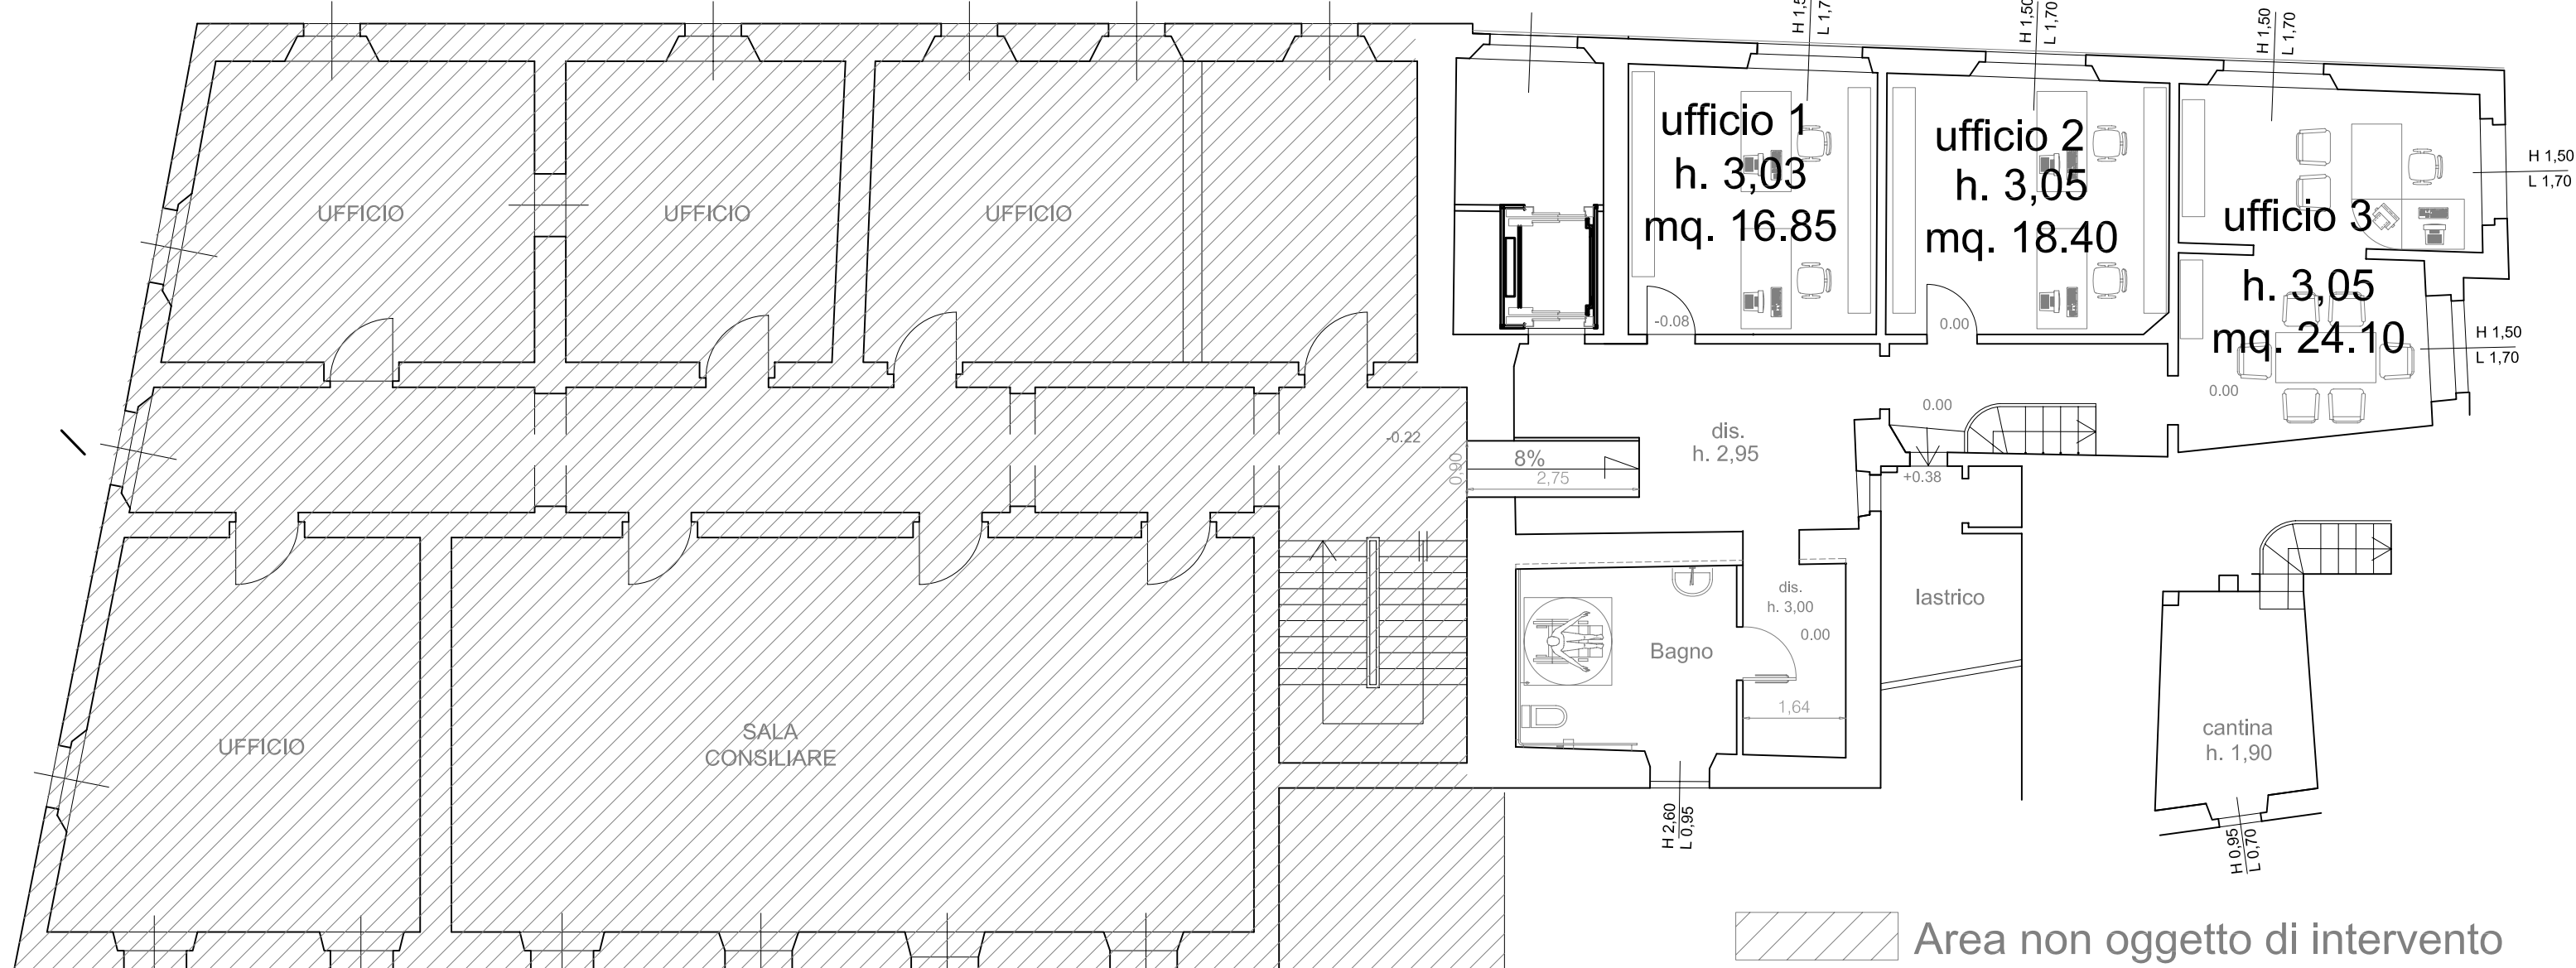 H 1,5
L 1,7
H 1,50
L 1,70
H 1,50
L 1,70
H 1,50
L 1,70
H 1,50
L 1,70
ufficio 1
h. 3,03
mq. 16.85
ufficio 2
h. 3,05
mq. 18.40
ufficio 3
h. 3,05
mq. 24.10
UFFICIO
UFFICIO
UFFICIO
-0.08
0.00
0.00
0.00
-0.22
dis.
h. 2,95
0,90
8%
2,75
+0.38
dis.
h. 3,00
0.00
lastrico
Bagno
1,64
UFFICIO
SALA
CONSILIARE
cantina
h. 1,90
H 2,60
L 0,95
H 0,95
L 0,70
Area non oggetto di intervento